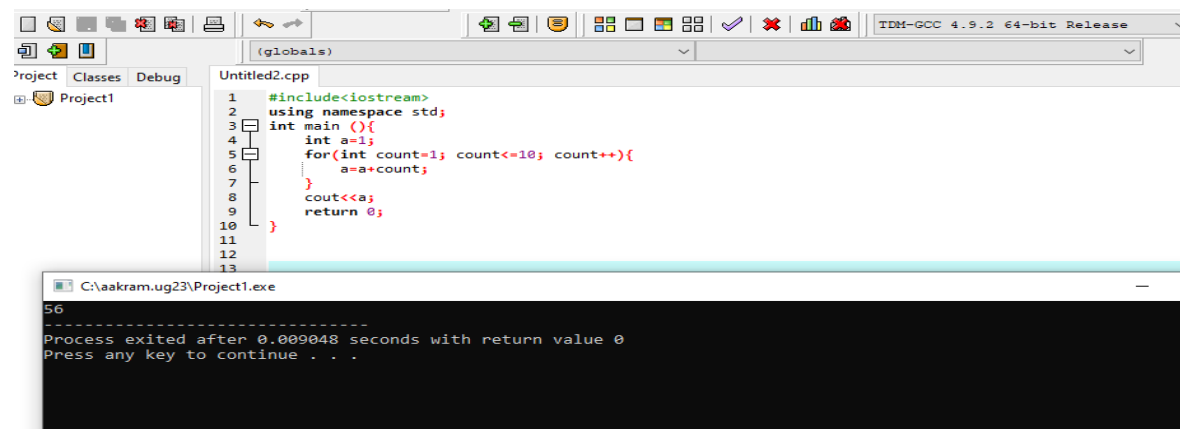 TDM-GCC 4.9.2 64-bit Release
(globals)
Project Classes Debug
Untitled2.cpp
Project1
1 #include<iostream>
2 using namespace std;
3 int main (){
4 int a=1;
5 for(int count=1; count<=10; count++){
6 a=a+count;
7 }
8 cout<<a;
9 return 0;
10 }
11
12
13
C:\aakram.ug23\Project1.exe
56
--------------------------------
Process exited after 0.009048 seconds with return value 0
Press any key to continue . . .